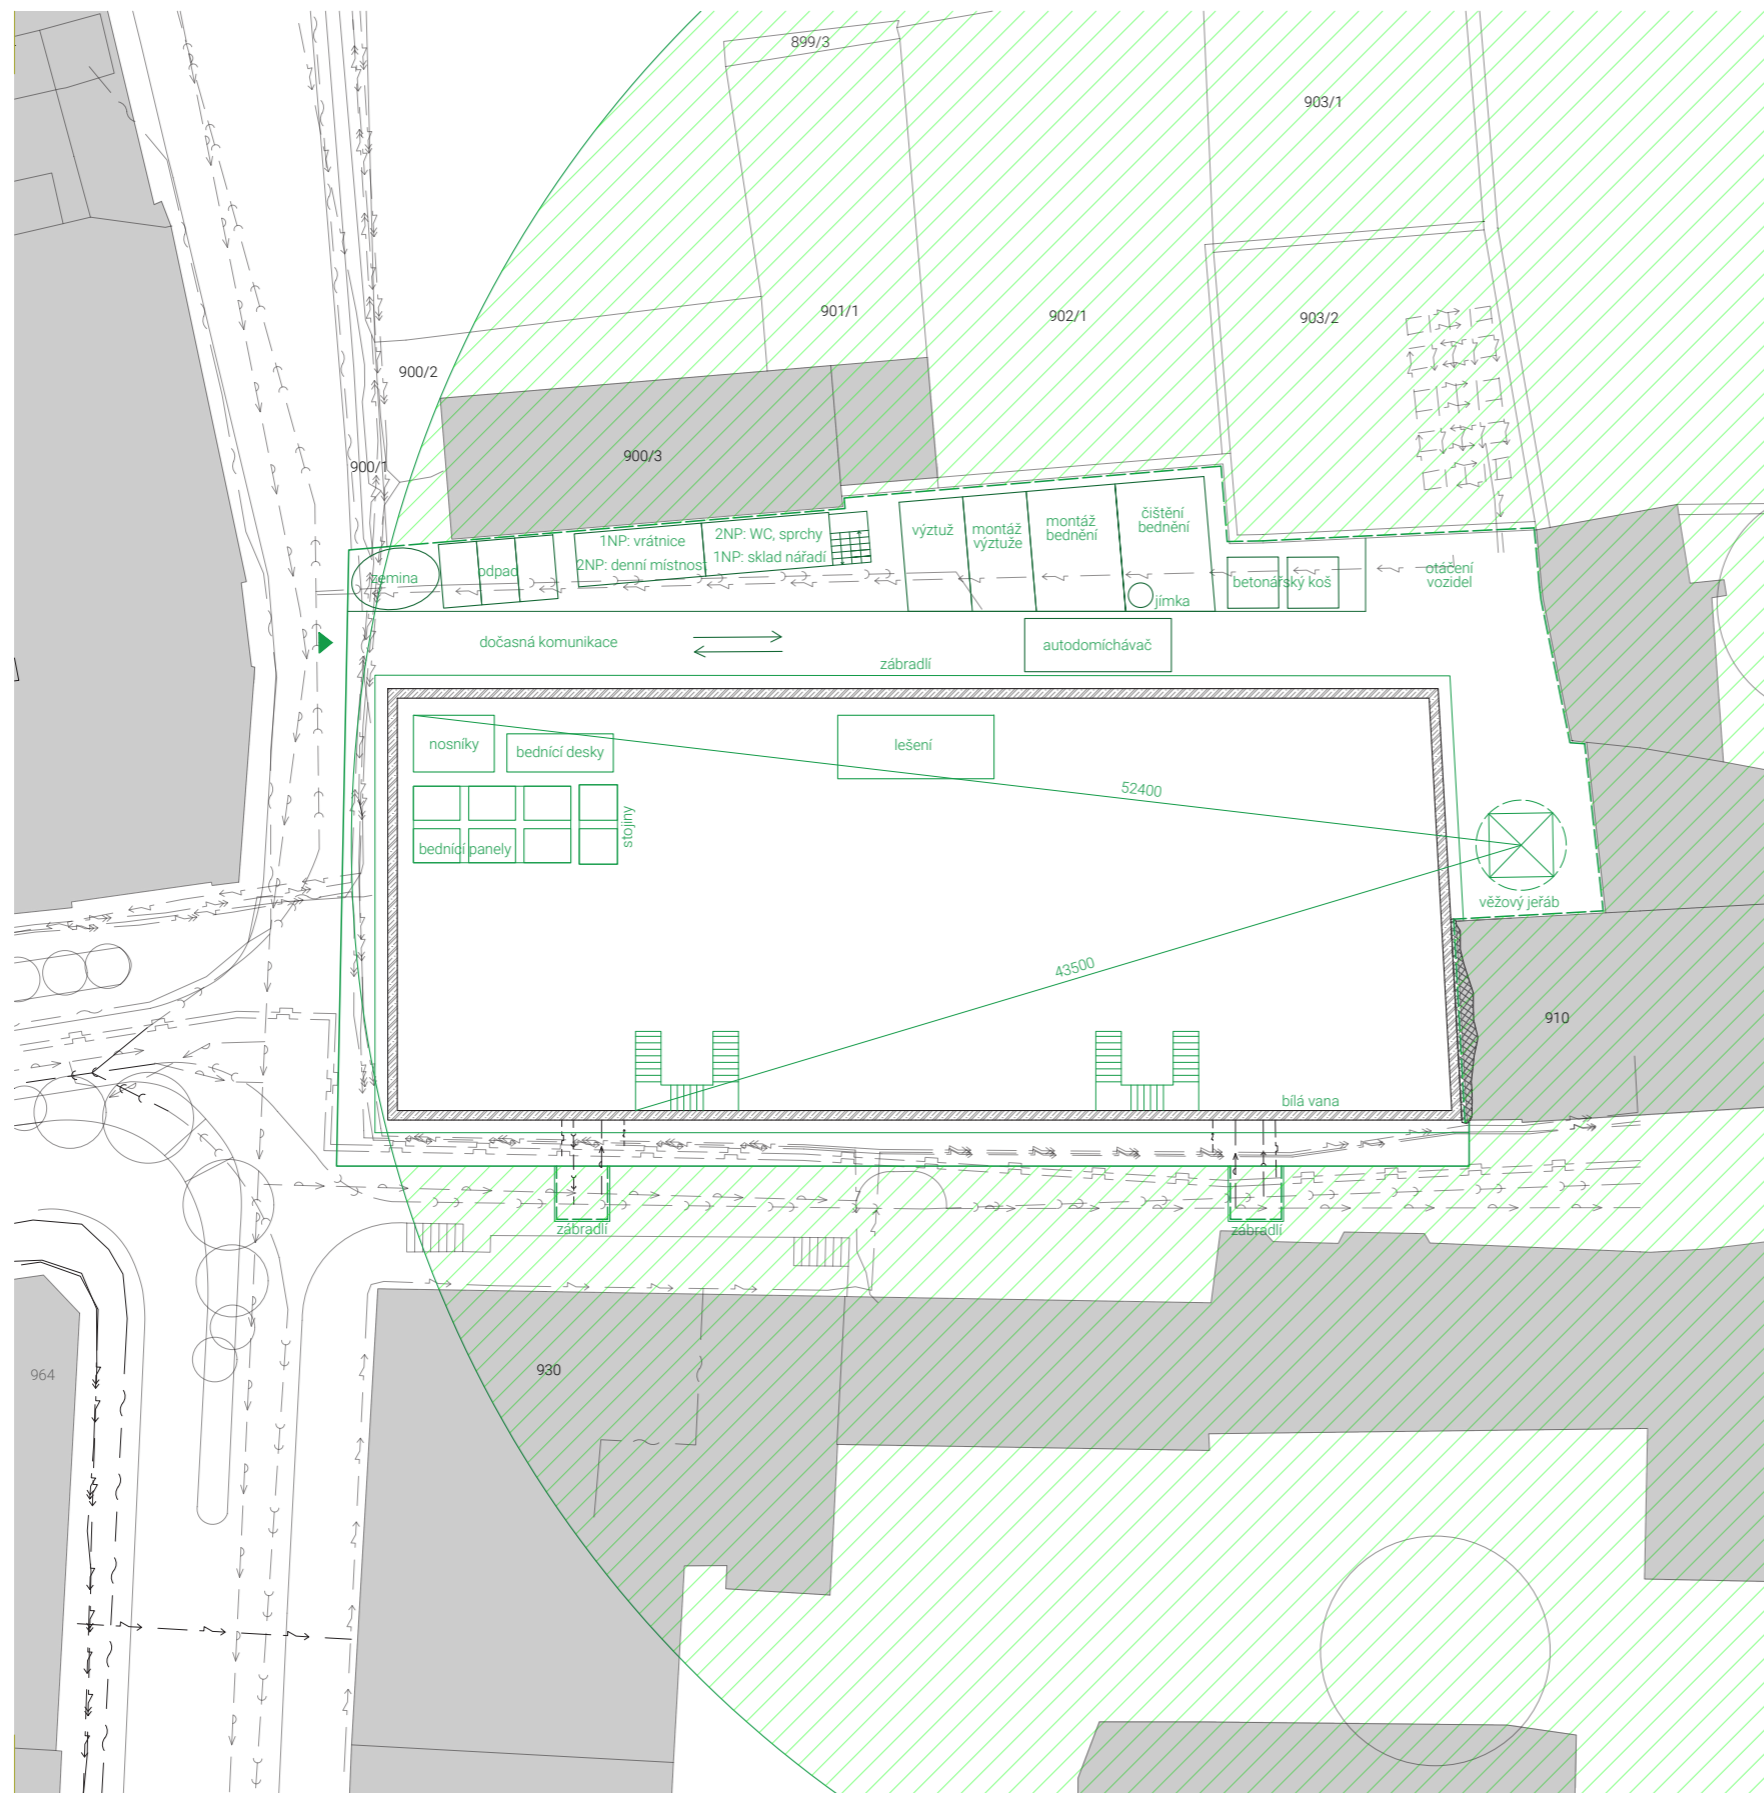 899/3
903/1
901/1
902/1
903/2
900/2
900/3
900/1
výztuž
montáž
výztuže
montáž
bednění
čištění
bednění
1NP: vrátnice
2NP: denní místnost
2NP: WC, sprchy
1NP: sklad nářadí
zemina
odpad
betonářský koš
otáčení
vozidel
jímka
dočasná komunikace
autodomíchávač
zábradlí
nosníky
bednící desky
lešení
52400
stojiny
bednící panely
věžový jeřáb
43500
910
bílá vana
zábradlí
zábradlí
930
964